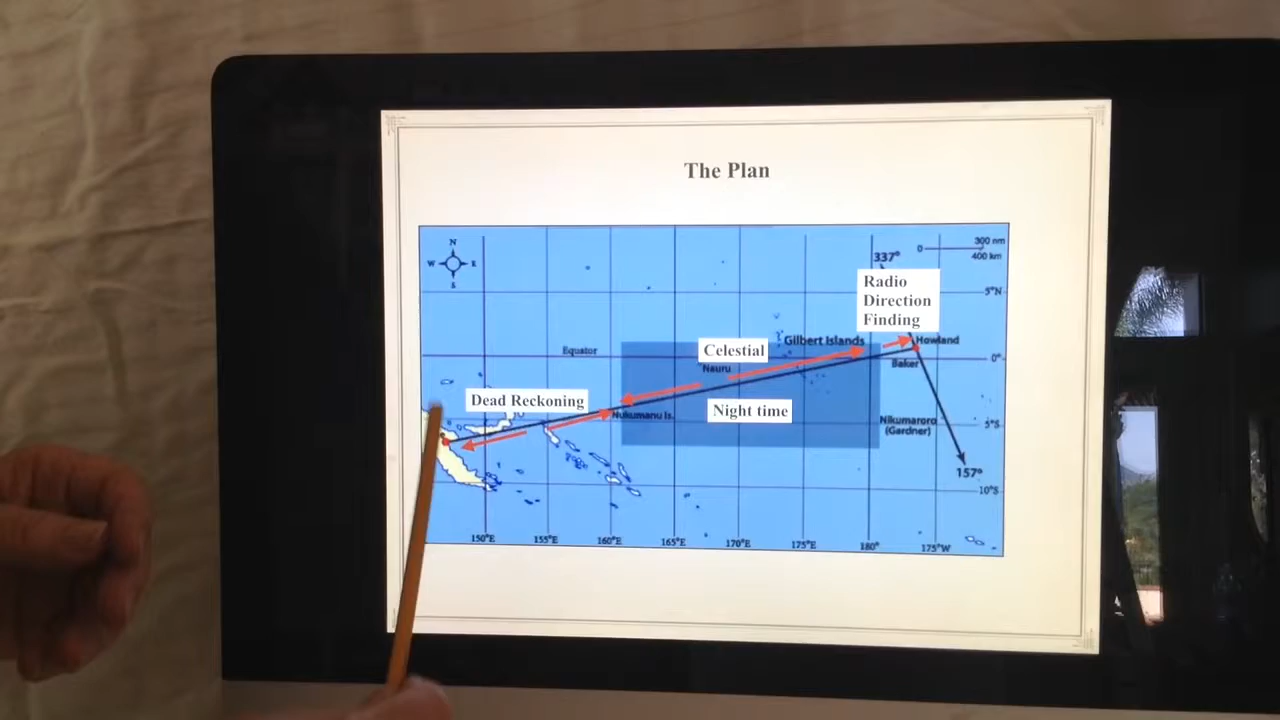 The Plan
N
W
E
S
0
300 nm
400 km
337°
Radio
Direction
Finding
5°N
Gilbert Islands
Howland
Equator
Celestial
0°
Baker
Nauru
Dead Reckoning
Night time
Nukumanu Is.
Nikumaroro
(Gardner)
5°S
157°
10°S
150°E
155°E
160°E
165°E
170°E
175°E
180°
175°W